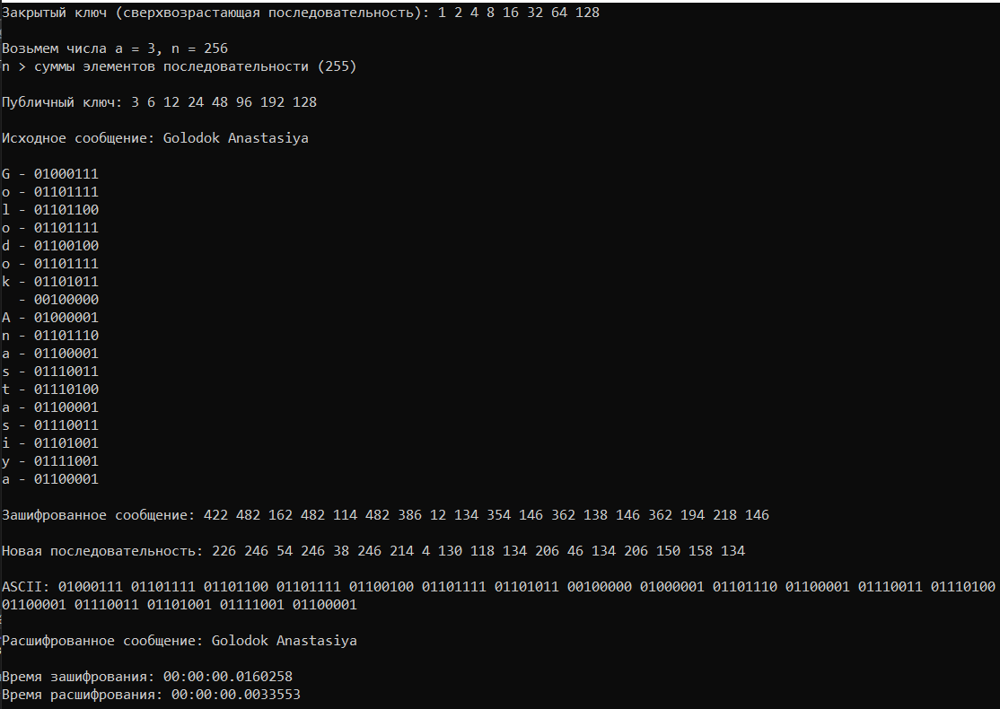 Закрытый ключ (сверхвозрастающая последовательность): 1 2 4 8 16 32 64 128
Возьмем числа a = 3, n = 256
n > суммы элементов последовательности (255)
Публичный ключ: 3 6 12 24 48 96 192 128
Исходное сообщение: Golodok Anastasiya
G - 01000111
o - 01101111
l - 01101100
o - 01101111
d - 01100100
o - 01101111
k - 01101011
  - 00100000
A - 01000001
n - 01101110
a - 01100001
s - 01110011
t - 01110100
a - 01100001
s - 01110011
i - 01101001
y - 01111001
a - 01100001
Зашифрованное сообщение: 422 482 162 482 114 482 386 12 134 354 146 362 138 146 362 194 218 146
Новая последовательность: 226 246 54 246 38 246 214 4 130 118 134 206 46 134 206 150 158 134
ASCII: 01000111 01101111 01101100 01101111 01100100 01101111 01101011 00100000 01000001 01101110 01100001 01110011 01110100
01100001 01110011 01101001 01111001 01100001
Расшифрованное сообщение: Golodok Anastasiya
Время зашифрования: 00:00:00.0160258
Время расшифрования: 00:00:00.0033553